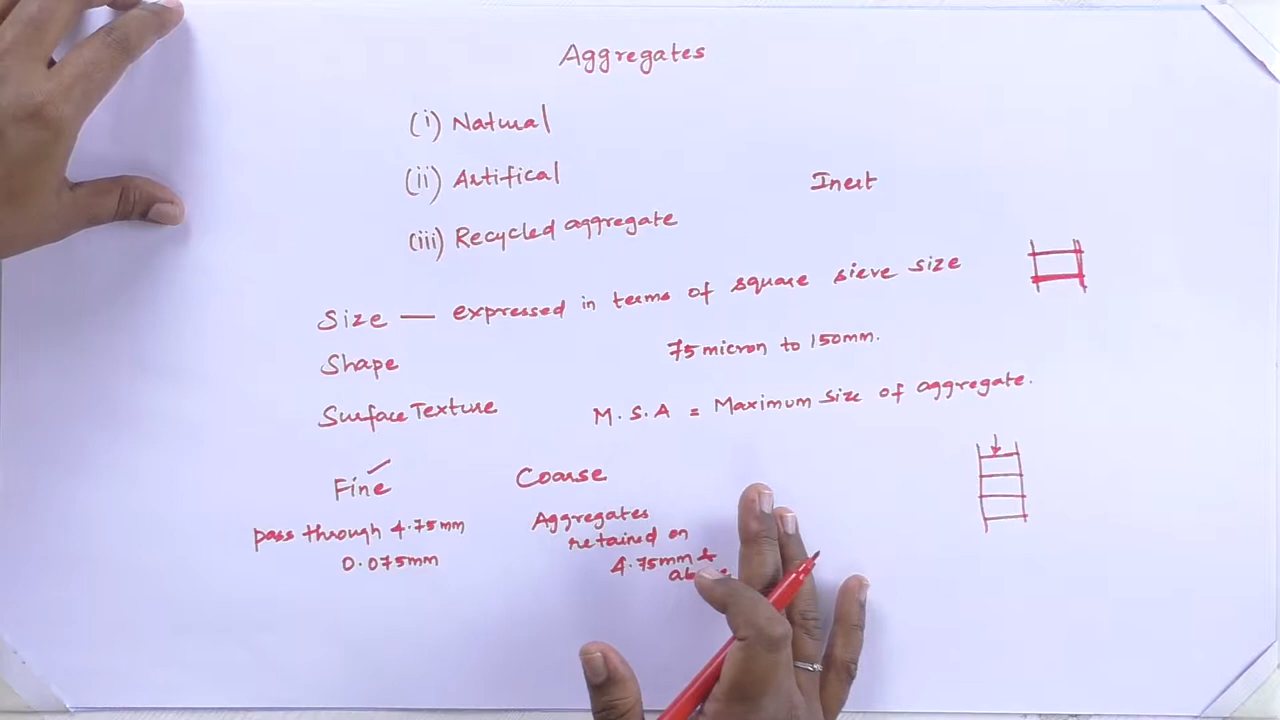 Aggregates
(i) Natural
(ii) Artifical
Inert
(iii) Recycled aggregate
Size — expressed in terms of square sieve size
Shape
75 micron to 150mm.
Surface Texture
M.S.A = Maximum size of aggregate.
Fine
Coarse
pass through 4.75mm
0.075mm
Aggregates
retained on
4.75mm &